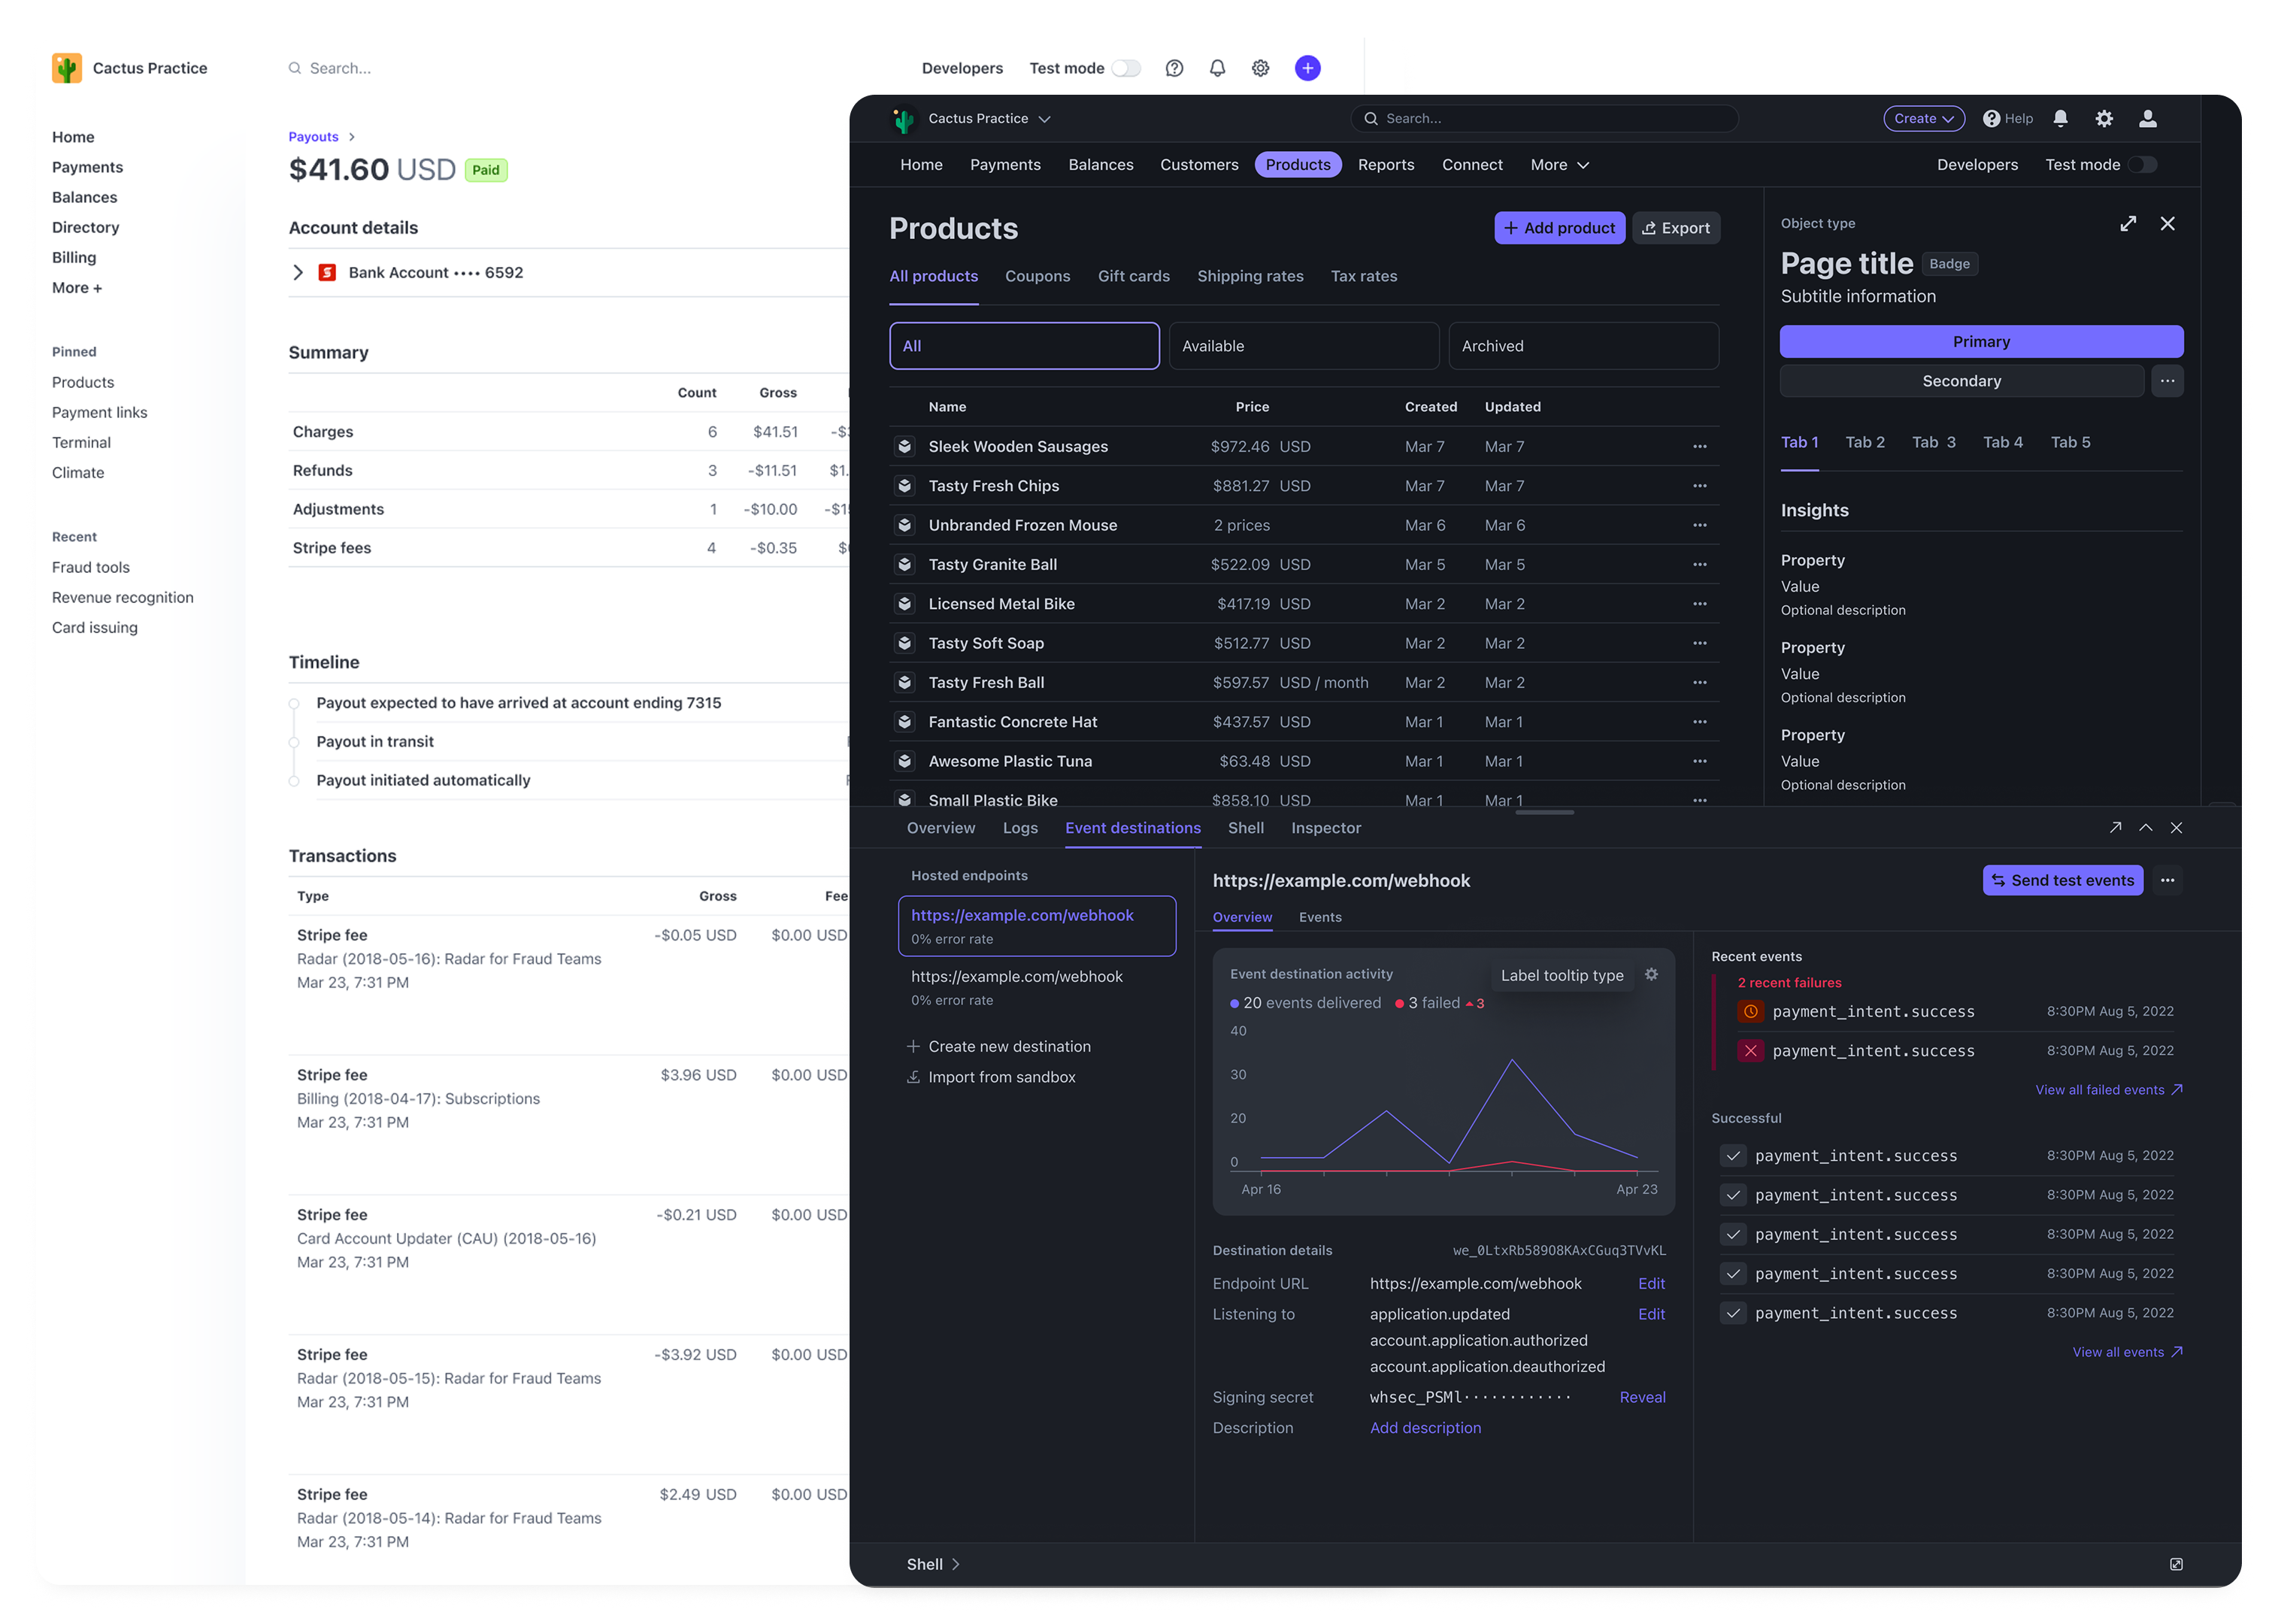 Cactus Practice
Search...
Developers Test mode
Home
Payments
Balances
Directory
Billing
More +
Pinned
Products
Payment links
Terminal
Climate
Recent
Fraud tools
Revenue recognition
Card issuing
Payouts
$41.60 USD Paid
Account details
Bank Account •••• 6592
Summary
Count Gross
Charges 6 $41.51
Refunds 3 -$11.51 $1.
Adjustments 1 -$10.00
Stripe fees 4 -$0.35
Timeline
Payout expected to have arrived at account ending 7315
Payout in transit
Payout initiated automatically
Transactions
Type Gross Fee
Stripe fee -$0.05 USD $0.00 USD
Radar (2018-05-16): Radar for Fraud Teams
Mar 23, 7:31 PM
Stripe fee $3.96 USD $0.00 USD
Billing (2018-04-17): Subscriptions
Mar 23, 7:31 PM
Stripe fee -$0.21 USD $0.00 USD
Card Account Updater (CAU) (2018-05-16)
Mar 23, 7:31 PM
Stripe fee -$3.92 USD $0.00 USD
Radar (2018-05-15): Radar for Fraud Teams
Mar 23, 7:31 PM
Stripe fee $2.49 USD $0.00 USD
Radar (2018-05-14): Radar for Fraud Teams
Mar 23, 7:31 PM
Cactus Practice
Search...
Create Help
Home Payments Balances Customers Products Reports Connect More
Developers Test mode
Products
+ Add product Export
All products Coupons Gift cards Shipping rates Tax rates
All Available Archived
Name Price Created Updated
Sleek Wooden Sausages $972.46 USD Mar 7 Mar 7
Tasty Fresh Chips $881.27 USD Mar 7 Mar 7
Unbranded Frozen Mouse 2 prices Mar 6 Mar 6
Tasty Granite Ball $522.09 USD Mar 5 Mar 5
Licensed Metal Bike $417.19 USD Mar 2 Mar 2
Tasty Soft Soap $512.77 USD Mar 2 Mar 2
Tasty Fresh Ball $597.57 USD / month Mar 2 Mar 2
Fantastic Concrete Hat $437.57 USD Mar 1 Mar 1
Awesome Plastic Tuna $63.48 USD Mar 1 Mar 1
Small Plastic Bike $858.10 USD Mar 1 Mar 1
Object type
Page title Badge
Subtitle information
Primary
Secondary
Tab 1 Tab 2 Tab 3 Tab 4 Tab 5
Insights
Property
Value
Optional description
Property
Value
Optional description
Property
Value
Optional description
Overview Logs Event destinations Shell Inspector
Hosted endpoints
https://example.com/webhook
0% error rate
https://example.com/webhook
0% error rate
Create new destination
Import from sandbox
https://example.com/webhook
Send test events
Overview Events
Event destination activity
Label tooltip type
20 events delivered 3 failed 3
40
30
20
0
Apr 16 Apr 23
Destination details we_0LtxRb58908KAxCGuq3TVvKL
Endpoint URL https://example.com/webhook Edit
Listening to application.updated Edit
account.application.authorized
account.application.deauthorized
Signing secret whsec_PSMl············ Reveal
Description Add description
Recent events
2 recent failures
payment_intent.success 8:30PM Aug 5, 2022
payment_intent.success 8:30PM Aug 5, 2022
View all failed events
Successful
payment_intent.success 8:30PM Aug 5, 2022
payment_intent.success 8:30PM Aug 5, 2022
payment_intent.success 8:30PM Aug 5, 2022
payment_intent.success 8:30PM Aug 5, 2022
payment_intent.success 8:30PM Aug 5, 2022
View all events
Shell